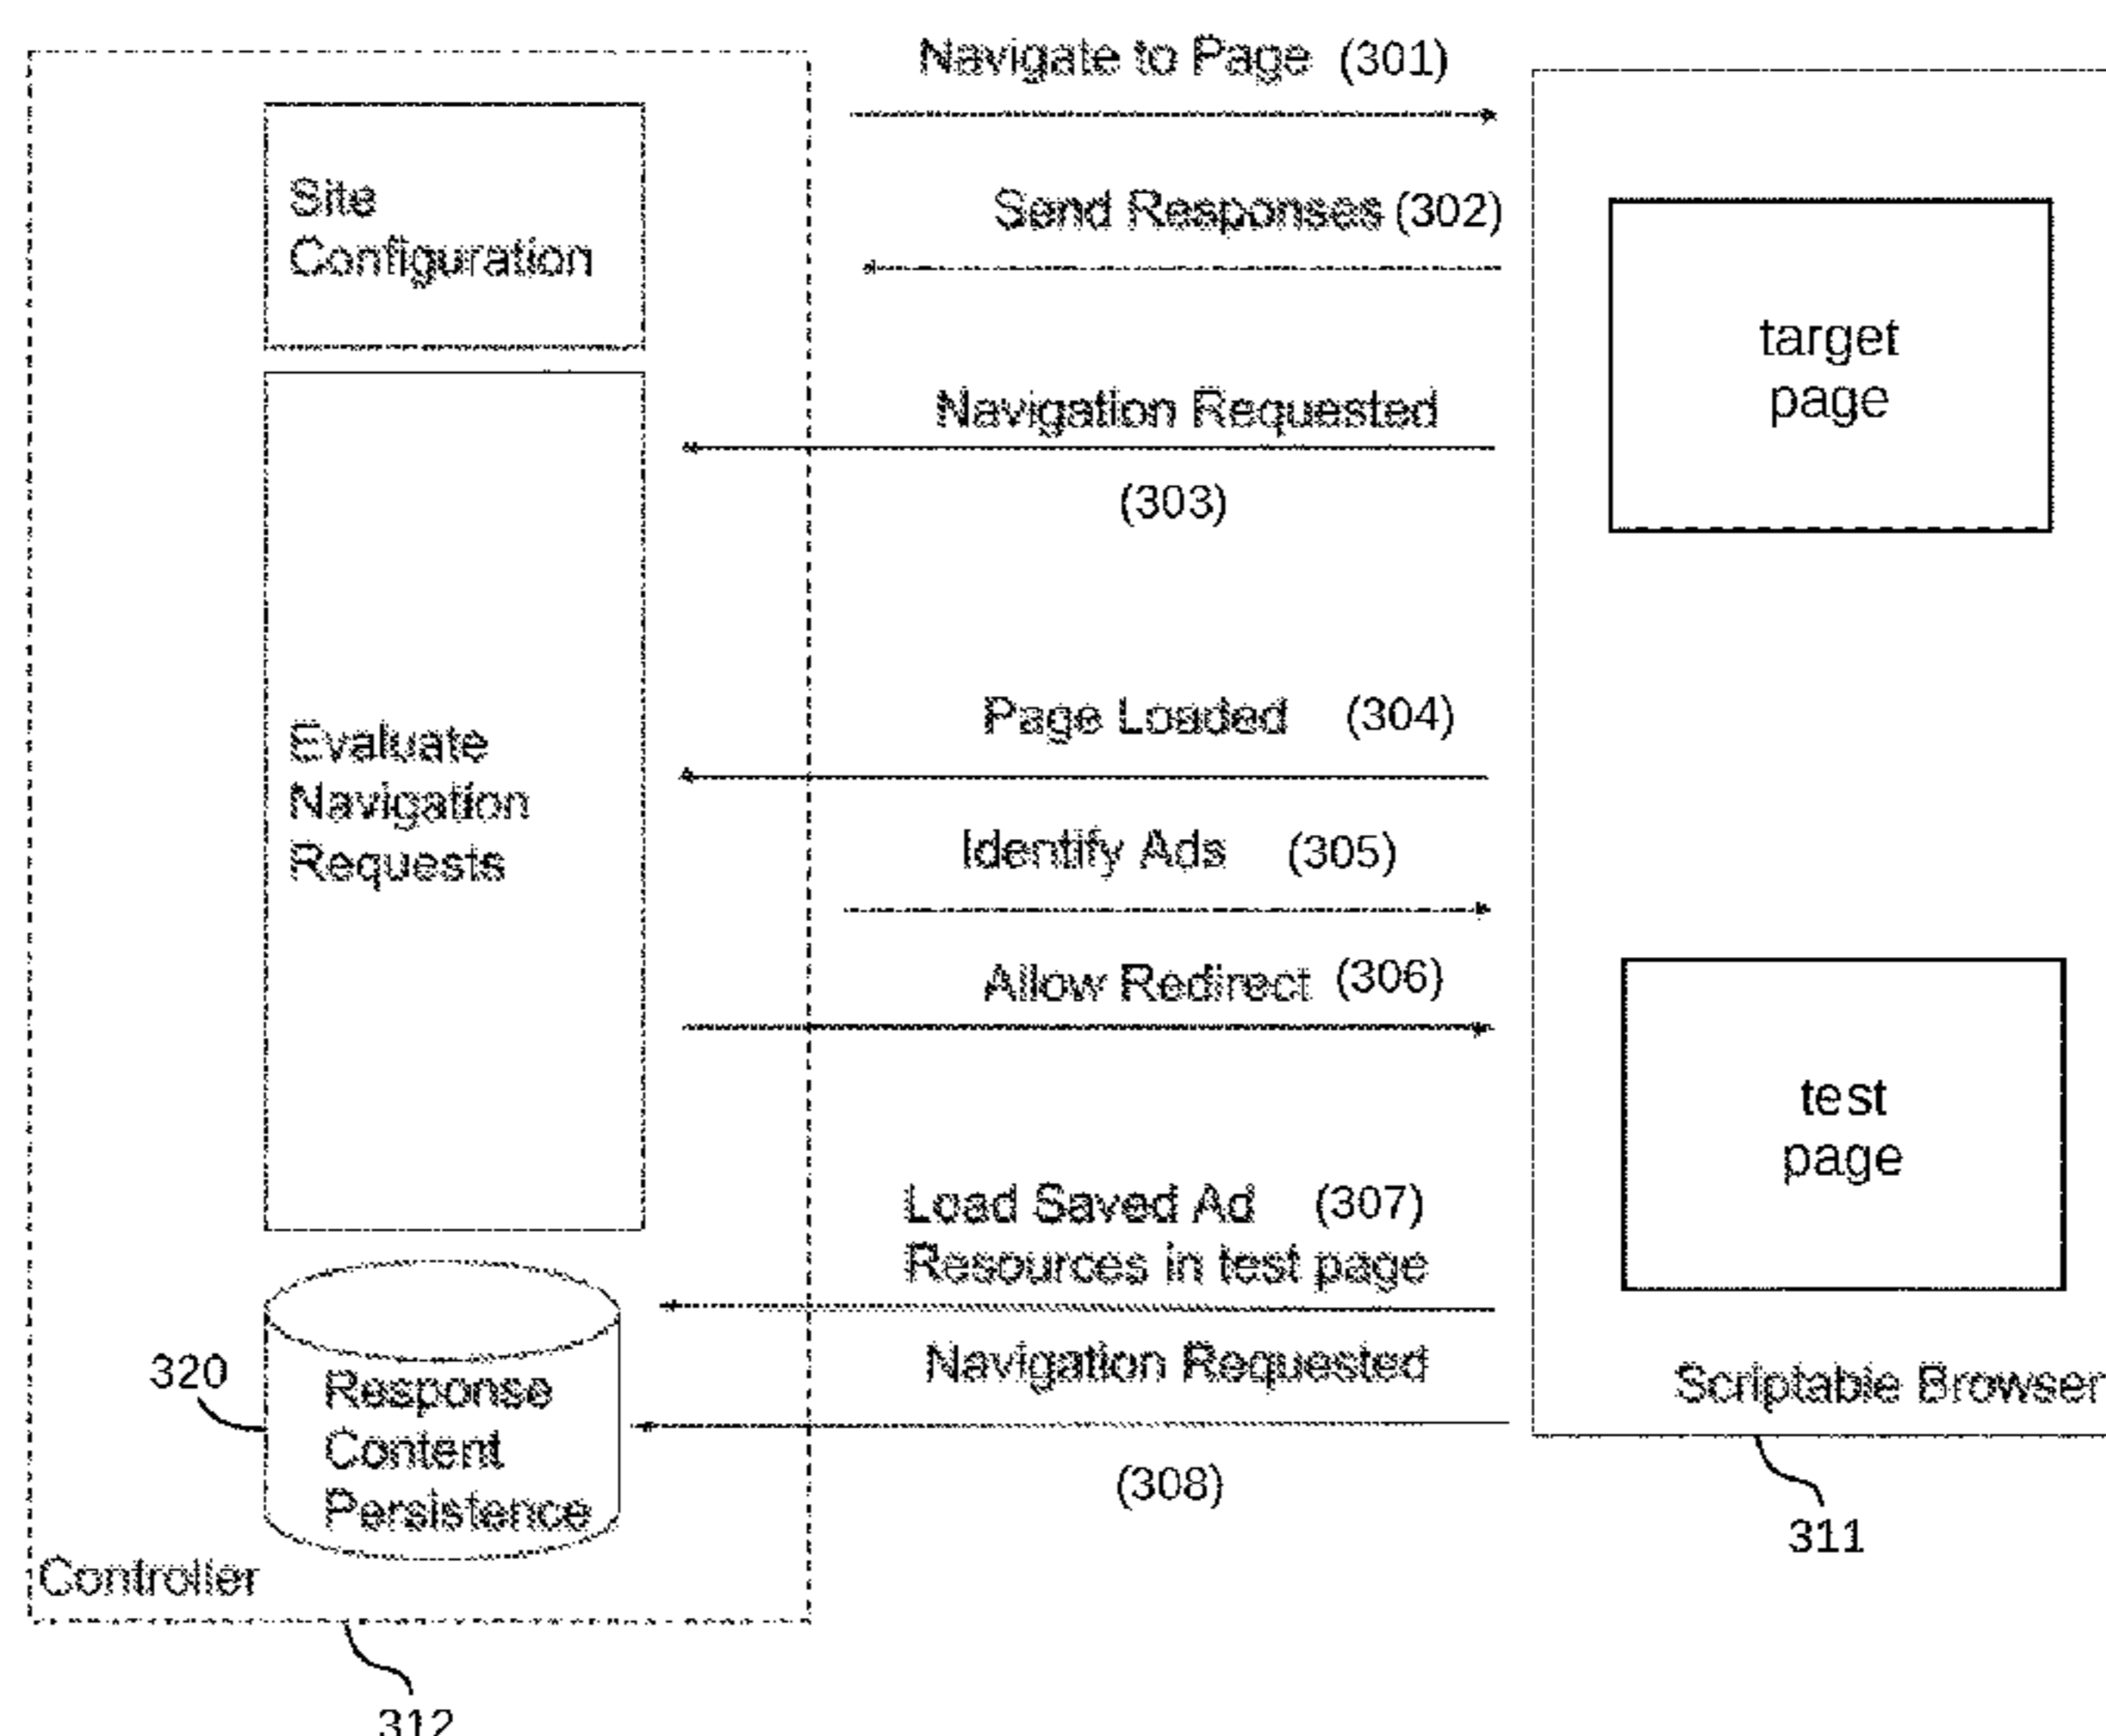 Navigate to Page (301)
Send Responses (302)
Site
Configuration
target
page
Navigation Requested
(303)
Page Loaded (304)
Evaluate
Navigation
Requests
Identify Ads (305)
Allow Redirect (306)
test
page
Load Saved Ad (307)
Resources in test page
Navigation Requested
(308)
320
Response
Content
Persistence
Scriptable Browser
311
Controller
312